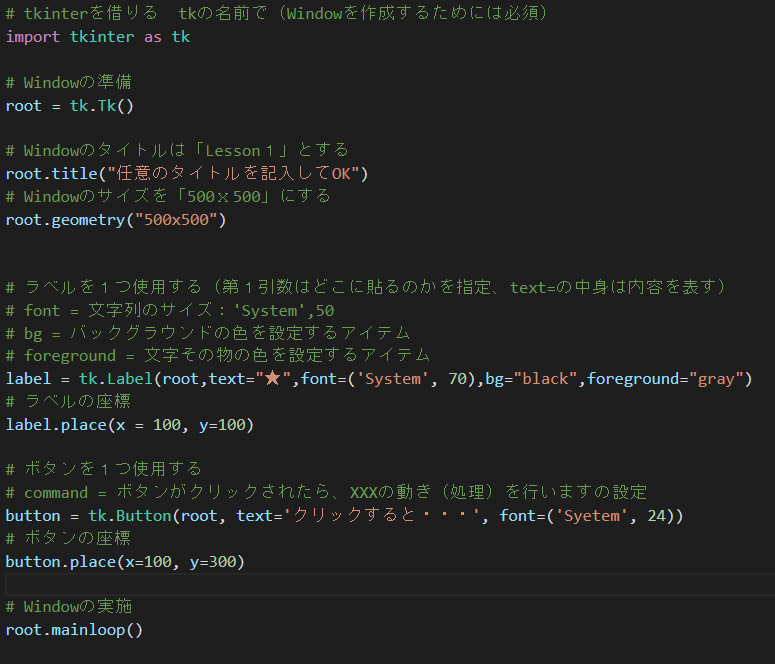 # tkinterを借りる　tkの名前で（Windowを作成するためには必須）
import tkinter as tk
# Windowの準備
root = tk.Tk()
# Windowのタイトルは「Lesson１」とする
root.title("任意のタイトルを記入してOK")
# Windowのサイズを「500ｘ500」にする
root.geometry("500x500")
# ラベルを１つ使用する（第１引数はどこに貼るのかを指定、text=の中身は内容を表す）
# font = 文字列のサイズ：'System',50
# bg = バックグラウンドの色を設定するアイテム
# foreground = 文字その物の色を設定するアイテム
label = tk.Label(root,text="★",font=('System', 70),bg="black",foreground="gray")
# ラベルの座標
label.place(x = 100, y=100)
# ボタンを１つ使用する
# command = ボタンがクリックされたら、XXXの動き（処理）を行いますの設定
button = tk.Button(root, text='クリックすると・・・', font=('Syetem', 24))
# ボタンの座標
button.place(x=100, y=300)
# Windowの実施
root.mainloop()